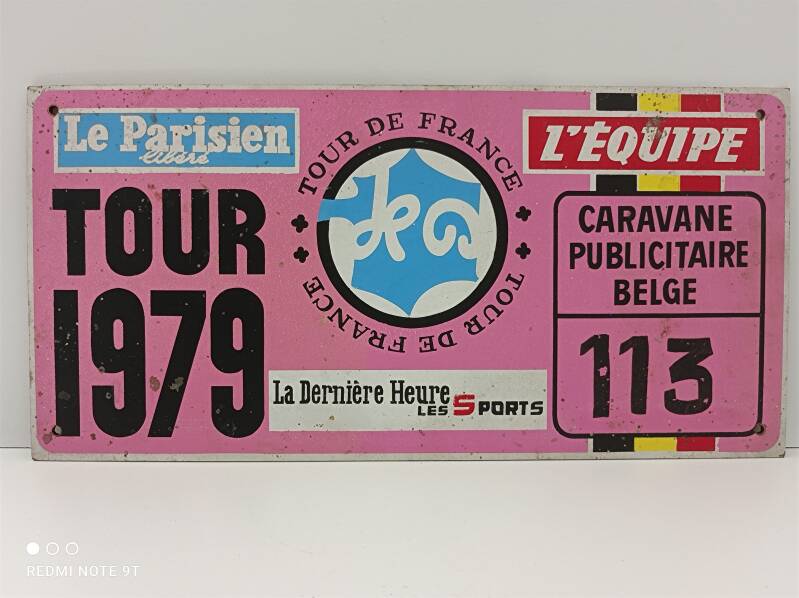 Le Parisien
libéré
TOUR
1979
TOUR DE FRANCE
TOUR DE FRANCE
La Dernière Heure
LES SPORTS
L'ÉQUIPE
CARAVANE
PUBLICITAIRE
BELGE
113
REDMI NOTE 9T